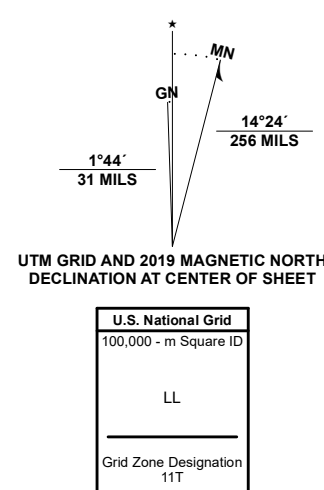 MN
GN
14°24´
256 MILS
1°44´
31 MILS
UTM GRID AND 2019 MAGNETIC NORTH
DECLINATION AT CENTER OF SHEET
U.S. National Grid
100,000 - m Square ID
LL
Grid Zone Designation
11T